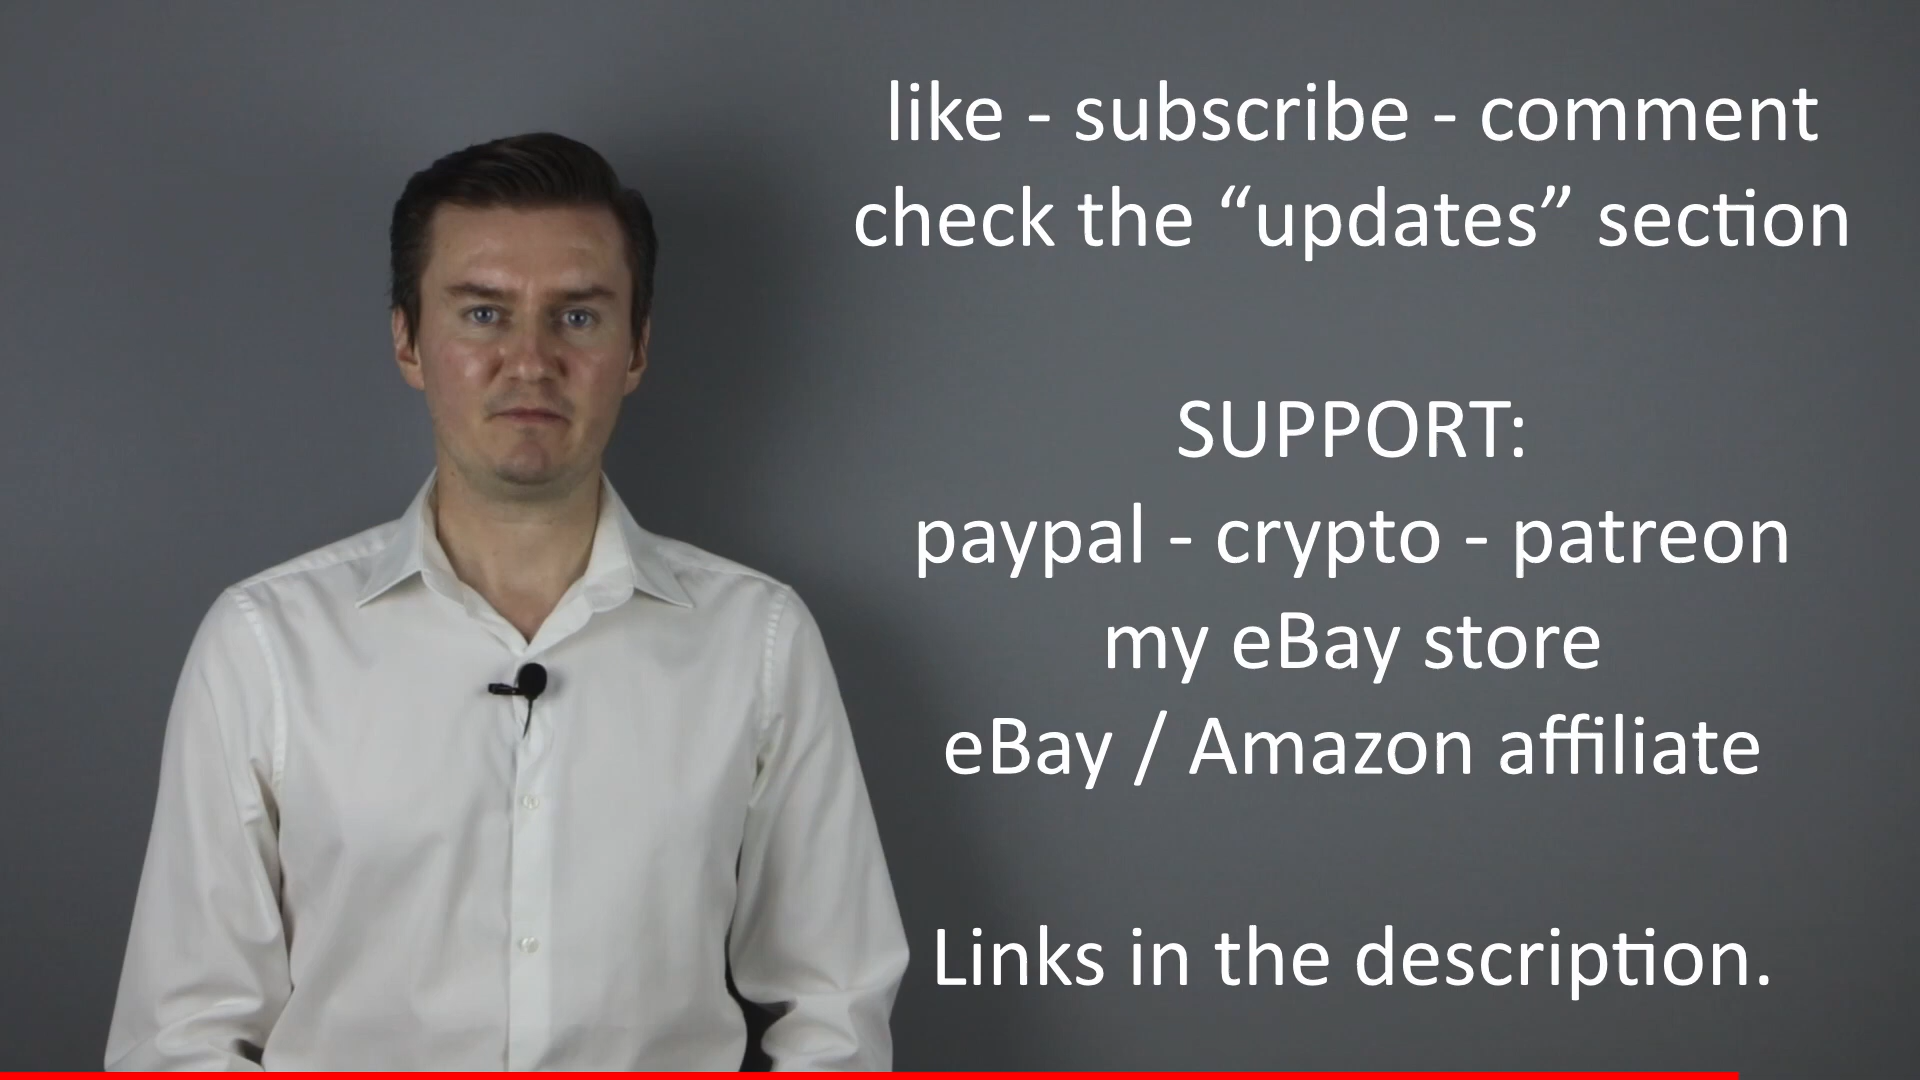 like - subscribe - comment
check the “updates” section
SUPPORT:
paypal - crypto - patreon
my eBay store
eBay / Amazon affiliate
Links in the description.